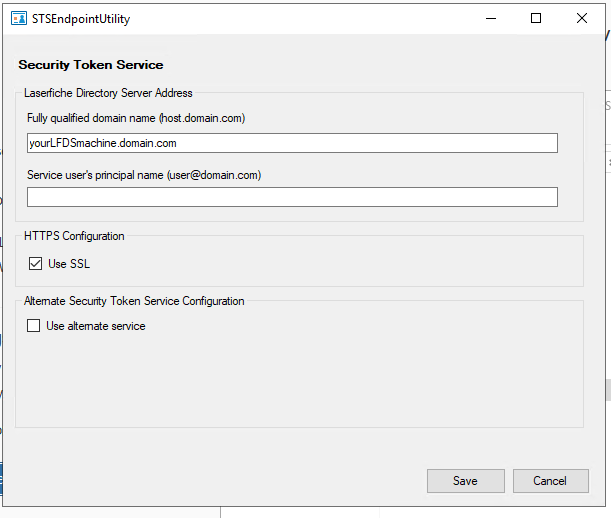 STSEndpointUtility
Security Token Service
Laserfiche Directory Server Address
Fully qualified domain name (host.domain.com)
yourLFDSmachine.domain.com
Service user's principal name (user@domain.com)
HTTPS Configuration
Use SSL
Alternate Security Token Service Configuration
Use alternate service
Save
Cancel